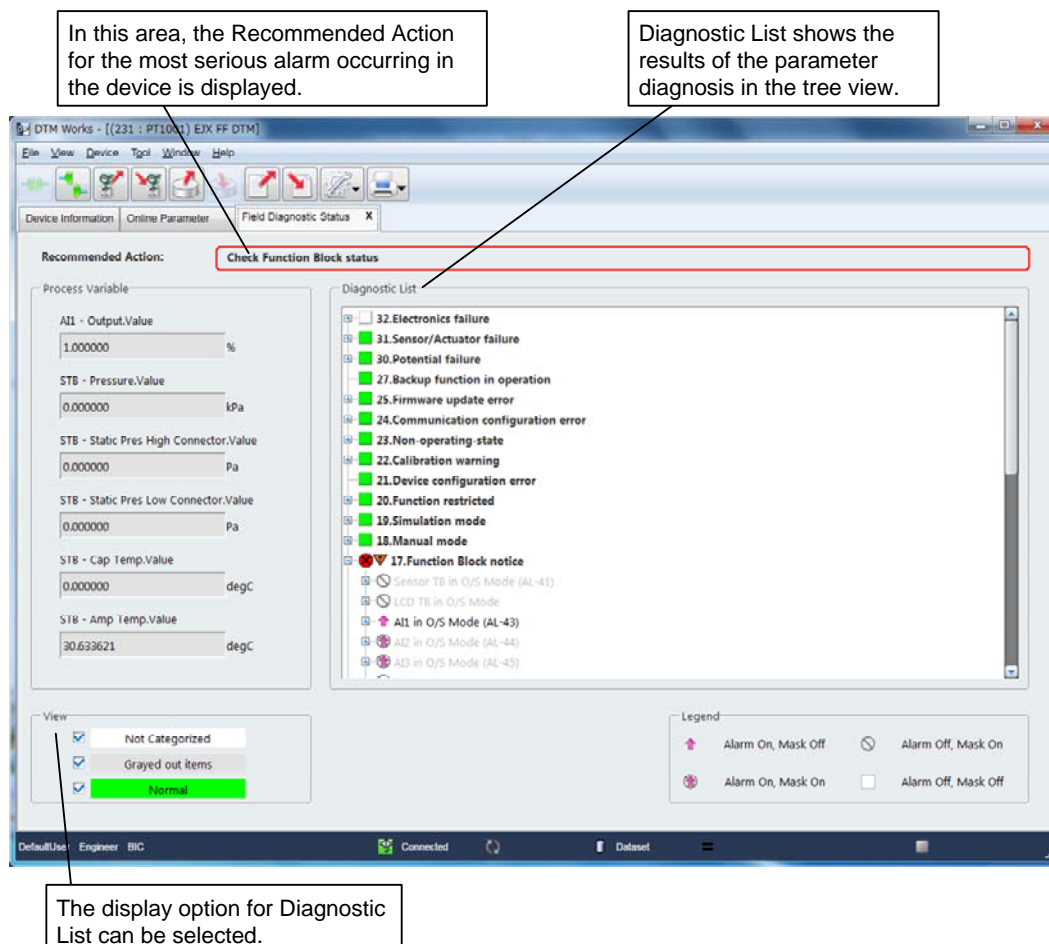 In this area, the Recommended Action
for the most serious alarm occurring in
the device is displayed.
Diagnostic List shows the
results of the parameter
diagnosis in the tree view.
DTM Works - [(231 : PT1001) EJX FF DTM]
File View Device Tool Window Help
Device Information Online Parameter Field Diagnostic Status X
Recommended Action: Check Function Block status
Process Variable
AI1 - Output.Value
1.000000 %
STB - Pressure.Value
0.000000 kPa
STB - Static Pres High Connector.Value
0.000000 Pa
STB - Static Pres Low Connector.Value
0.000000 Pa
STB - Cap Temp.Value
0.000000 degC
STB - Amp Temp.Value
30.633621 degC
Diagnostic List
32.Electronics failure
31.Sensor/Actuator failure
30.Potential failure
27.Backup function in operation
25.Firmware update error
24.Communication configuration error
23.Non-operating-state
22.Calibration warning
21.Device configuration error
20.Function restricted
19.Simulation mode
18.Manual mode
17.Function Block notice
Sensor TB in O/S Mode (AL-41)
LCD TB in O/S Mode
AI1 in O/S Mode (AL-43)
AI2 in O/S Mode (AL-44)
AI3 in O/S Mode (AL-45)
View
Not Categorized
Grayed out items
Normal
Legend
Alarm On, Mask Off Alarm Off, Mask On
Alarm On, Mask On Alarm Off, Mask Off
DefaultUser Engineer BIC Connected Dataset
The display option for Diagnostic
List can be selected.